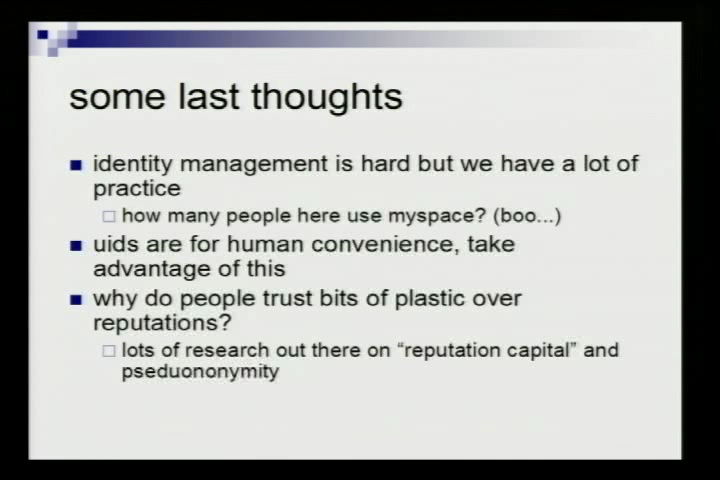 some last thoughts
identity management is hard but we have a lot of
practice
how many people here use myspace? (boo...)
uids are for human convenience, take
advantage of this
why do people trust bits of plastic over
reputations?
lots of research out there on “reputation capital” and
pseduononymity